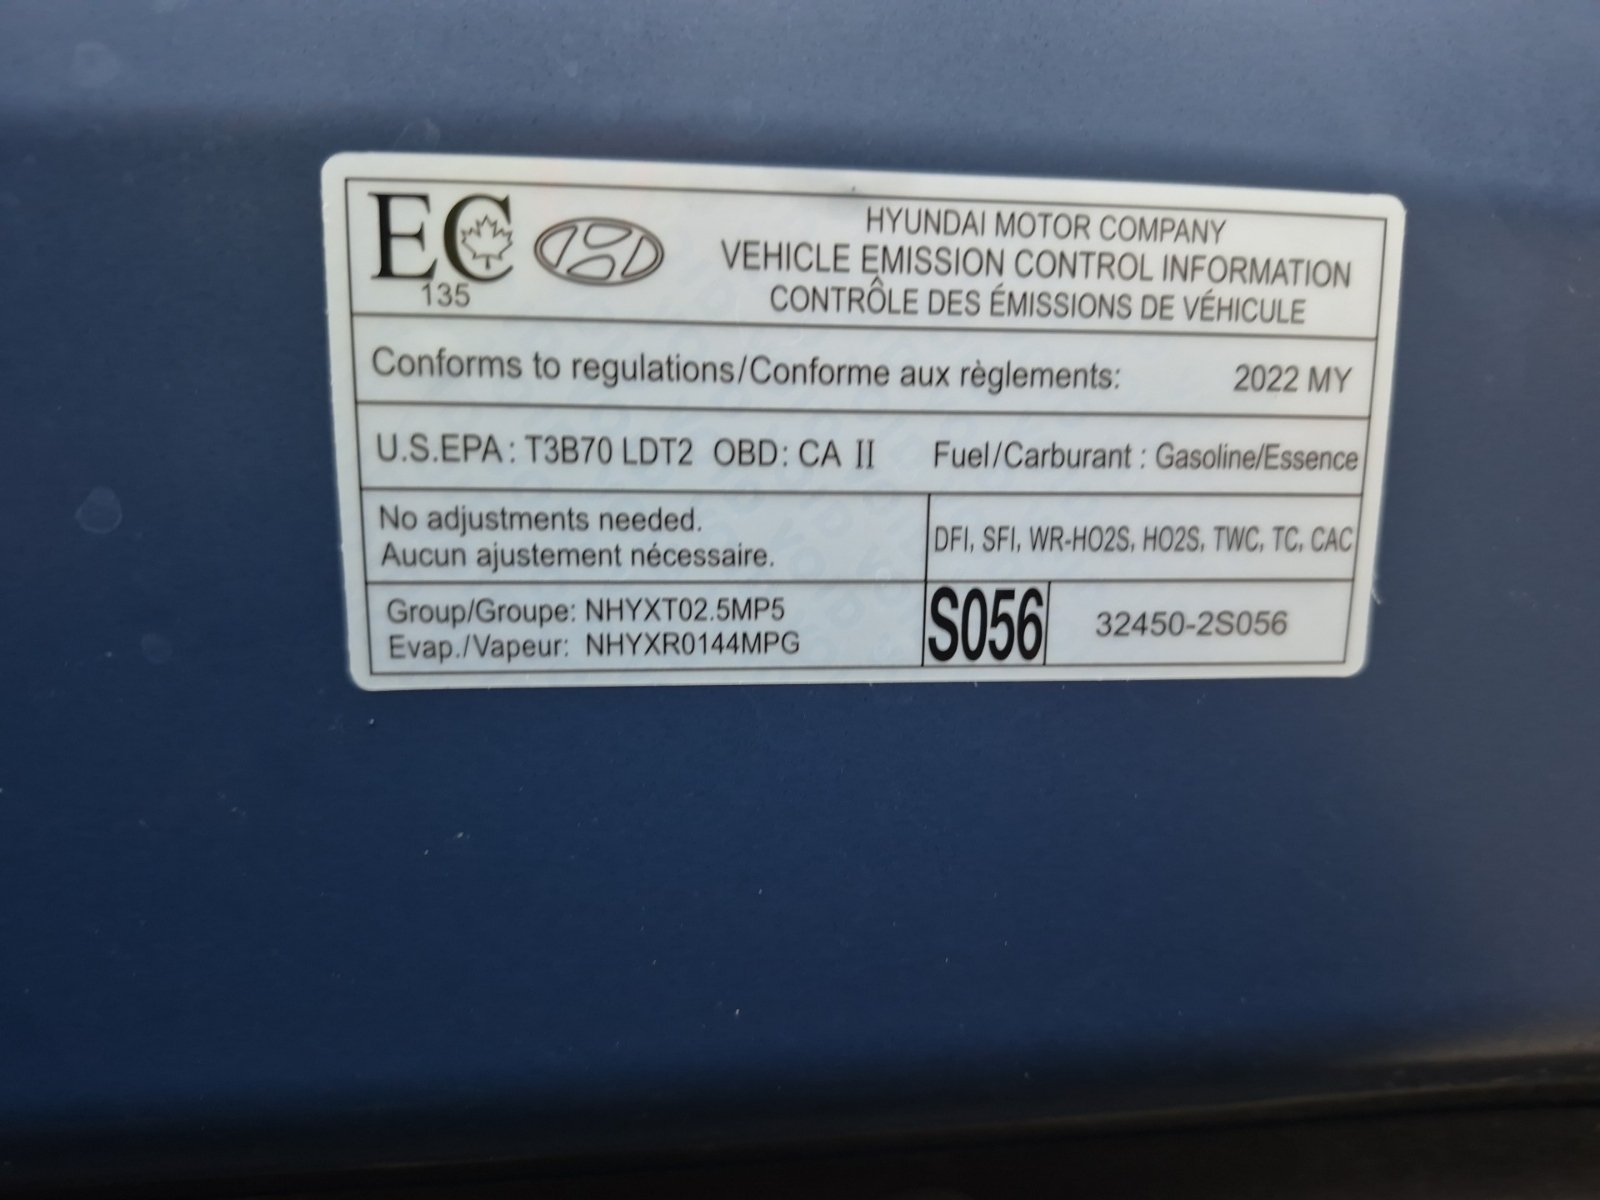 EC
135
HYUNDAI MOTOR COMPANY
VEHICLE EMISSION CONTROL INFORMATION
CONTRÔLE DES ÉMISSIONS DE VÉHICULE
Conforms to regulations/Conforme aux règlements: 2022 MY
U.S.EPA : T3B70 LDT2 OBD: CA II Fuel/Carburant : Gasoline/Essence
No adjustments needed.
Aucun ajustement nécessaire.
DFI, SFI, WR-HO2S, HO2S, TWC, TC, CAC
Group/Groupe: NHYXT02.5MP5
Evap./Vapeur: NHYXR0144MPG
S056
32450-2S056